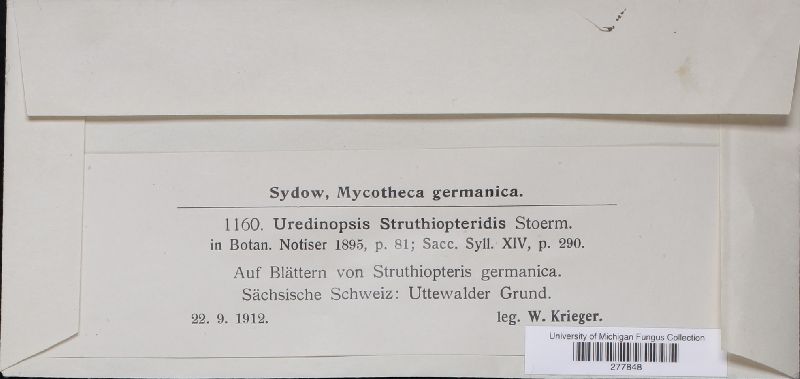 Sydow, Mycotheca germanica.
1160. Uredinopsis Struthiopteridis Stoerm.
in Botan. Notiser 1895, p. 81; Sacc. Syll. XIV, p. 290.
Auf Blättern von Struthiopteris germanica.
Sächsische Schweiz: Uttewalder Grund.
22. 9. 1912. leg. W. Krieger.
University of Michigan Fungus Collection
277848